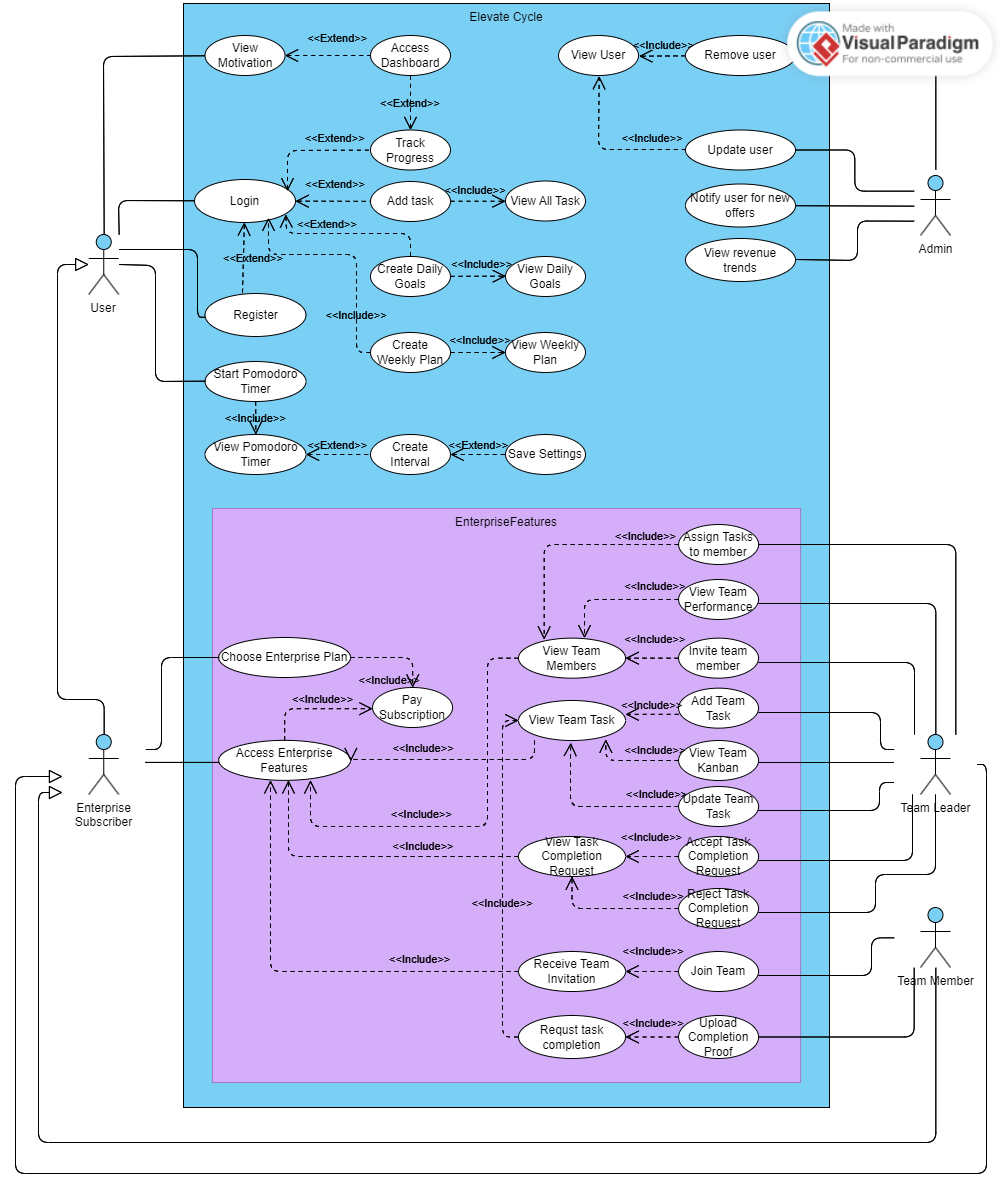 Elevate Cycle
Made with
VisualParadigm
For non-commercial use
View
Motivation
<<Extend>>
Access
Dashboard
View User
<<Include>>
Remove user
<<Extend>>
<<Extend>>
Track
Progress
<<Include>>
Update user
Login
<<Extend>>
Add task
<<Include>>
View All Task
Notify user for new
offers
Admin
<<Extend>>
<<Extend>>
View revenue
trends
Create Daily
Goals
<<Include>>
View Daily
Goals
User
Register
<<Include>>
Create
Weekly Plan
<<Include>>
View Weekly
Plan
Start Pomodoro
Timer
<<Include>>
View Pomodoro
Timer
<<Extend>>
Create
Interval
<<Extend>>
Save Settings
EnterpriseFeatures
<<Include>>
Assign Tasks
to member
<<Include>>
View Team
Performance
Choose Enterprise Plan
View Team
Members
<<Include>>
Invite team
member
<<Include>>
<<Include>>
Pay
Subscription
View Team Task
<<Include>>
Add Team
Task
Access Enterprise
Features
<<Include>>
<<Include>>
View Team
Kanban
Enterprise
Subscriber
<<Include>>
Update Team
Task
Team Leader
<<Include>>
<<Include>>
View Task
Completion
Request
<<Include>>
Accept Task
Completion
Request
<<Include>>
<<Include>>
Reject Task
Completion
Request
<<Include>>
Receive Team
Invitation
<<Include>>
Join Team
Team Member
Requst task
completion
<<Include>>
Upload
Completion
Proof